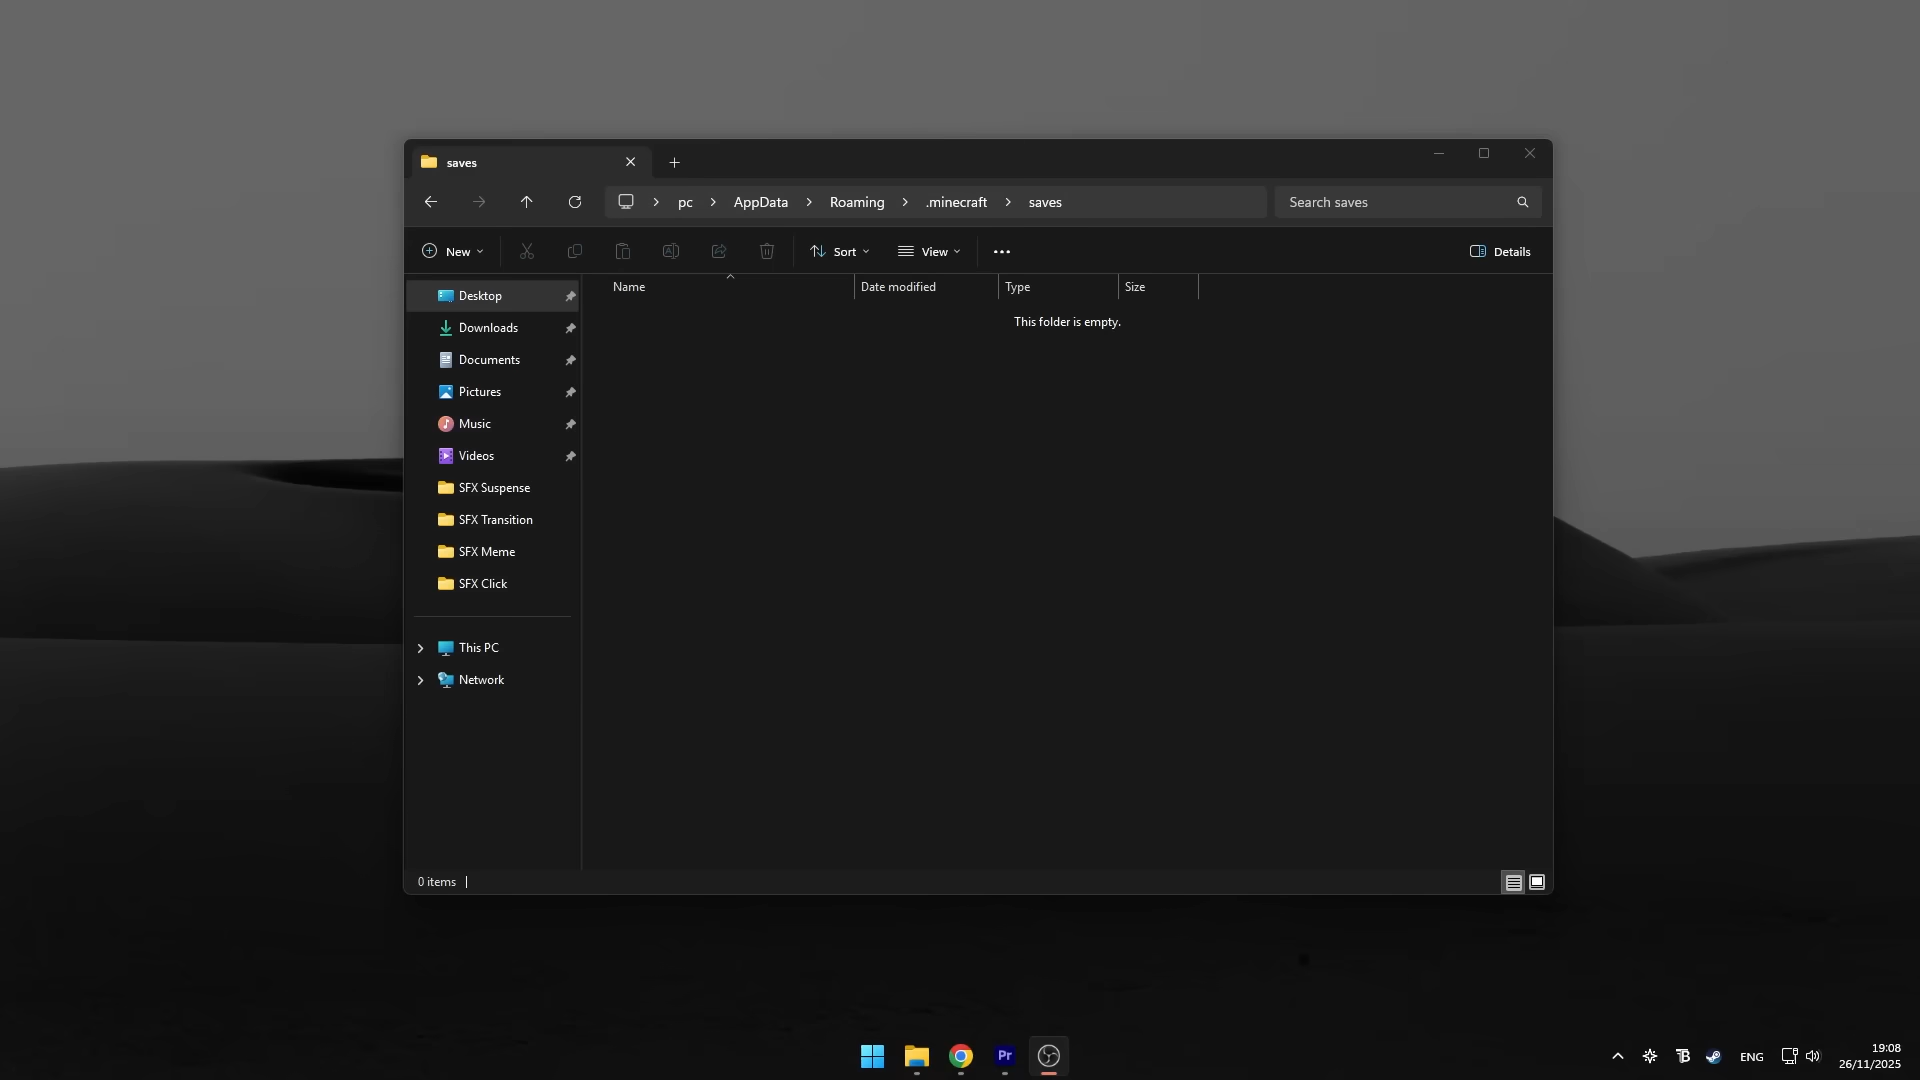 saves
pc AppData Roaming .minecraft saves
Search saves
New
Sort
View
Details
Name
Date modified
Type
Size
This folder is empty.
Desktop
Downloads
Documents
Pictures
Music
Videos
SFX Suspense
SFX Transition
SFX Meme
SFX Click
This PC
Network
0 items
Pr
ENG
19:08
26/11/2025